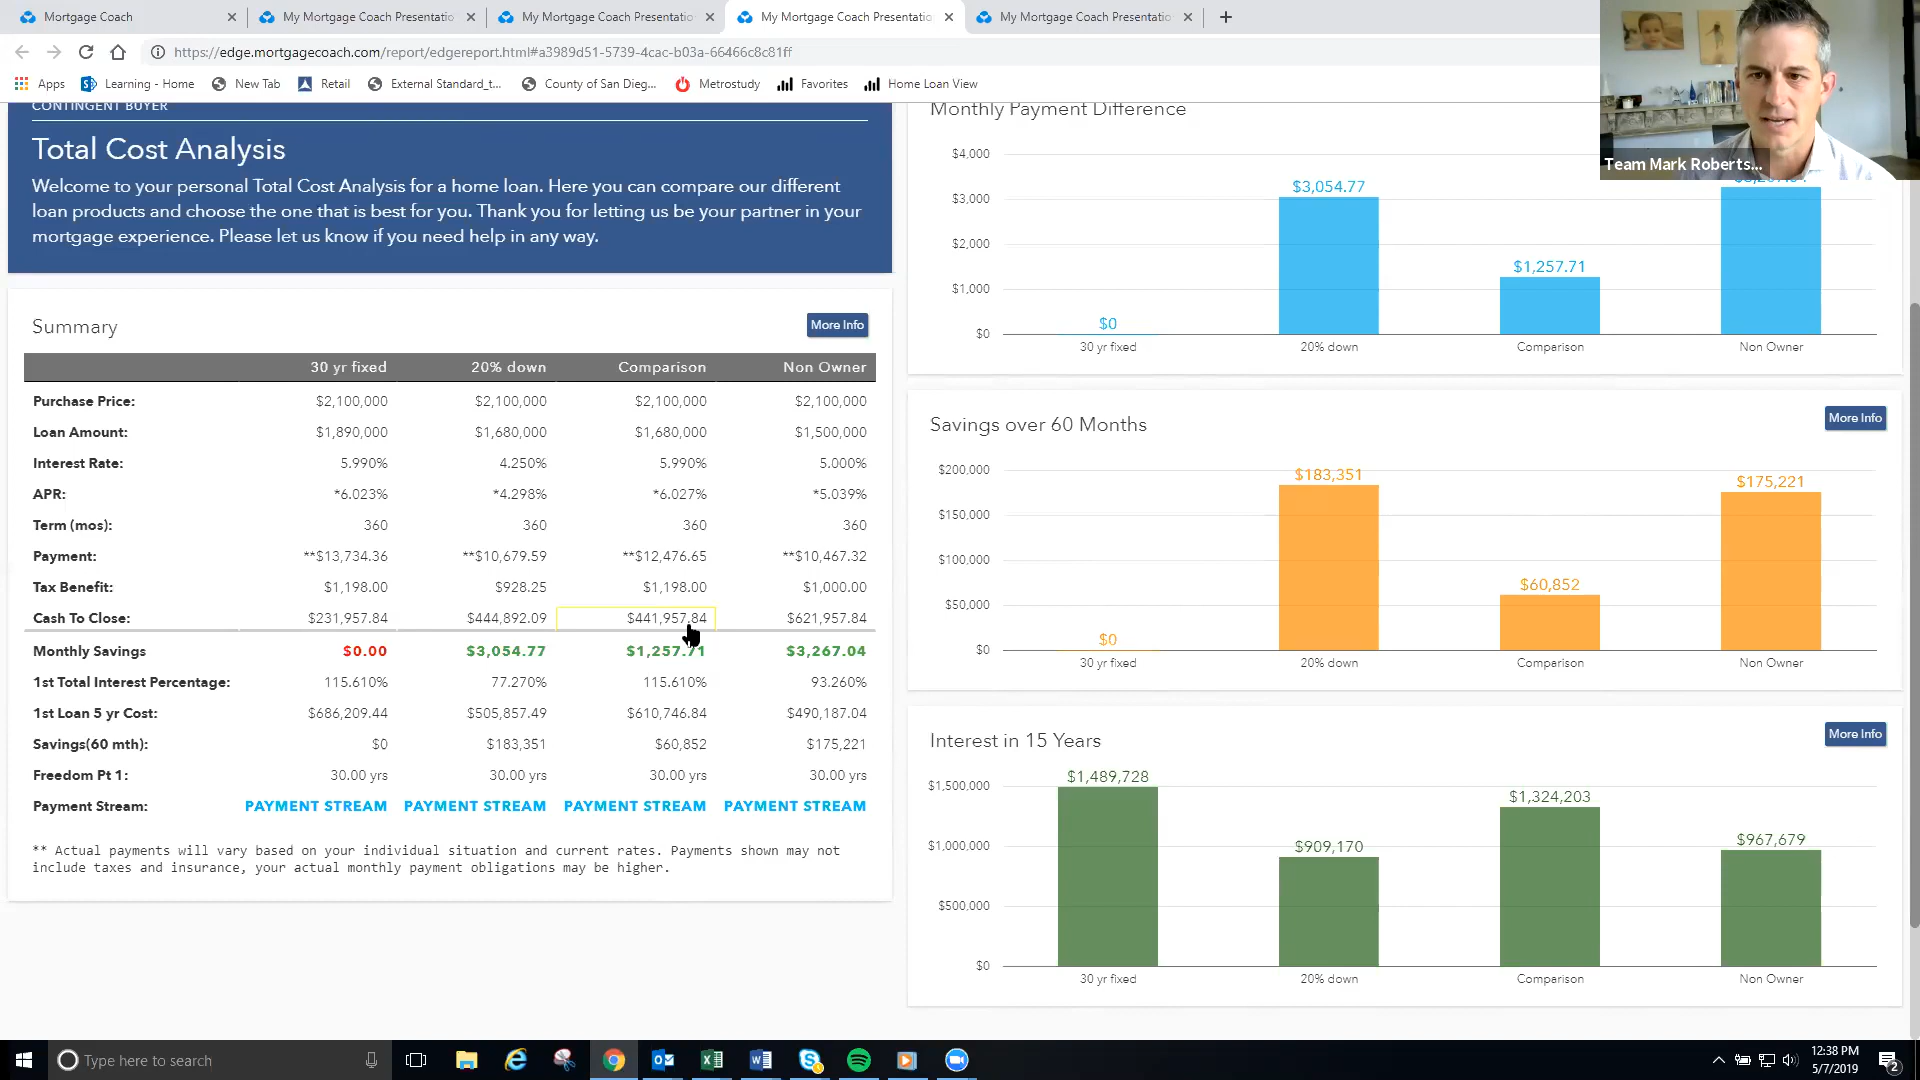 Mortgage Coach
My Mortgage Coach Presentatio
My Mortgage Coach Presentatio
My Mortgage Coach Presentatio
My Mortgage Coach Presentatio
https://edge.mortgagecoach.com/report/edgereport.html#a3989d51-5739-4cac-b03a-66466c8c81ff
Apps Learning - Home New Tab Retail External Standard_t... County of San Dieg... Metrostudy Favorites Home Loan View
Team Mark Roberts...
CONTINGENT BUYER
Total Cost Analysis
Welcome to your personal Total Cost Analysis for a home loan. Here you can compare our different
loan products and choose the one that is best for you. Thank you for letting us be your partner in your
mortgage experience. Please let us know if you need help in any way.
Summary More Info
30 yr fixed 20% down Comparison Non Owner
Purchase Price: $2,100,000 $2,100,000 $2,100,000 $2,100,000
Loan Amount: $1,890,000 $1,680,000 $1,680,000 $1,500,000
Interest Rate: 5.990% 4.250% 5.990% 5.000%
APR: *6.023% *4.298% *6.027% *5.039%
Term (mos): 360 360 360 360
Payment: **$13,734.36 **$10,679.59 **$12,476.65 **$10,467.32
Tax Benefit: $1,198.00 $928.25 $1,198.00 $1,000.00
Cash To Close: $231,957.84 $444,892.09 $441,957.84 $621,957.84
Monthly Savings $0.00 $3,054.77 $1,257.71 $3,267.04
1st Total Interest Percentage: 115.610% 77.270% 115.610% 93.260%
1st Loan 5 yr Cost: $686,209.44 $505,857.49 $610,746.84 $490,187.04
Savings(60 mth): $0 $183,351 $60,852 $175,221
Freedom Pt 1: 30.00 yrs 30.00 yrs 30.00 yrs 30.00 yrs
Payment Stream: PAYMENT STREAM PAYMENT STREAM PAYMENT STREAM PAYMENT STREAM
** Actual payments will vary based on your individual situation and current rates. Payments shown may not
include taxes and insurance, your actual monthly payment obligations may be higher.
Monthly Payment Difference
$4,000
$3,000
$2,000
$1,000
$0
$0 $3,054.77 $1,257.71
30 yr fixed 20% down Comparison Non Owner
Savings over 60 Months More Info
$200,000
$150,000
$100,000
$50,000
$0
$0 $183,351 $60,852 $175,221
30 yr fixed 20% down Comparison Non Owner
Interest in 15 Years More Info
$1,500,000
$1,000,000
$500,000
$0
$1,489,728 $909,170 $1,324,203 $967,679
30 yr fixed 20% down Comparison Non Owner
Type here to search
12:38 PM
5/7/2019
2